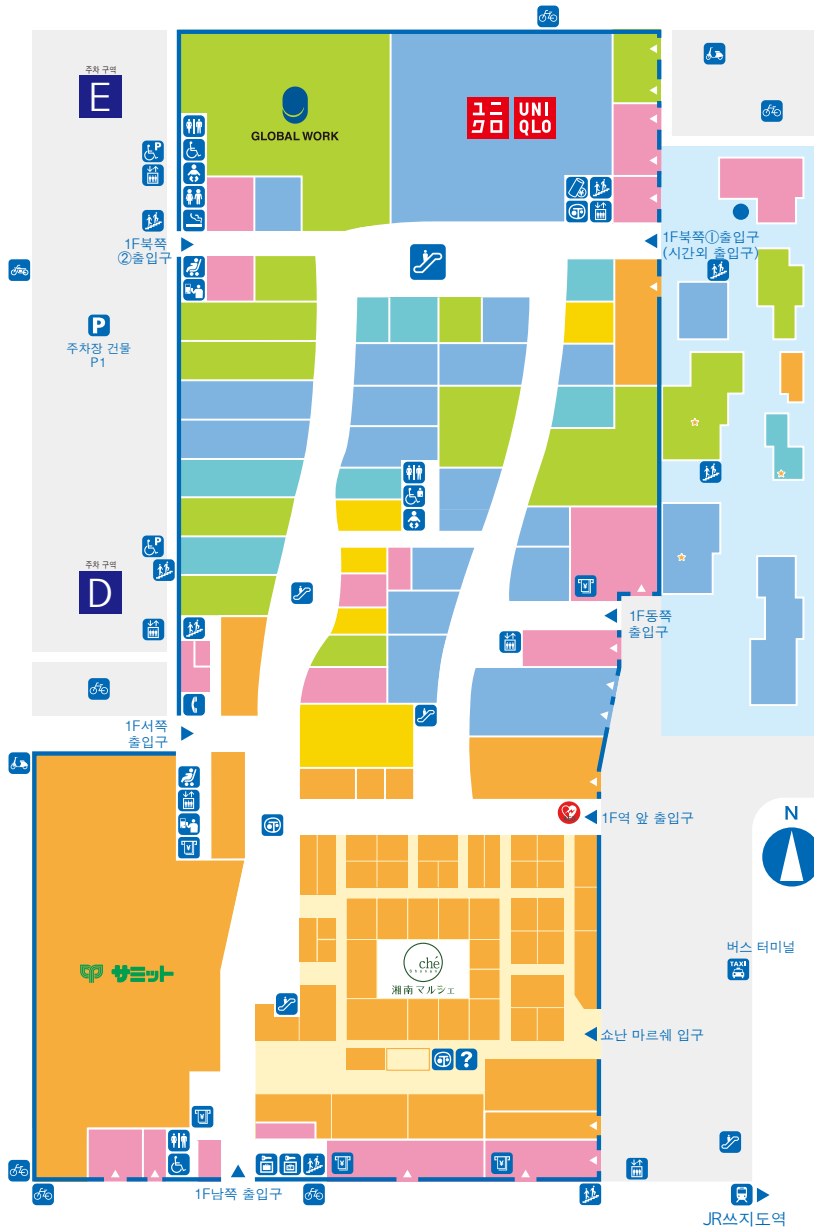 주차 구역
E
GLOBAL WORK
ユニ
クロ
UNI
QLO
P
1F북쪽
②출입구
1F북쪽①출입구
(시간외 출입구)
P
주차장 건물
P1
P
주차 구역
D
1F동쪽
출입구
1F서쪽
출입구
1F역 앞 출입구
N
サミット
ché
湘南マルシェ
버스 터미널
TAXI
쇼난 마르쉐 입구
?
1F남쪽 출입구
JR쓰지도역